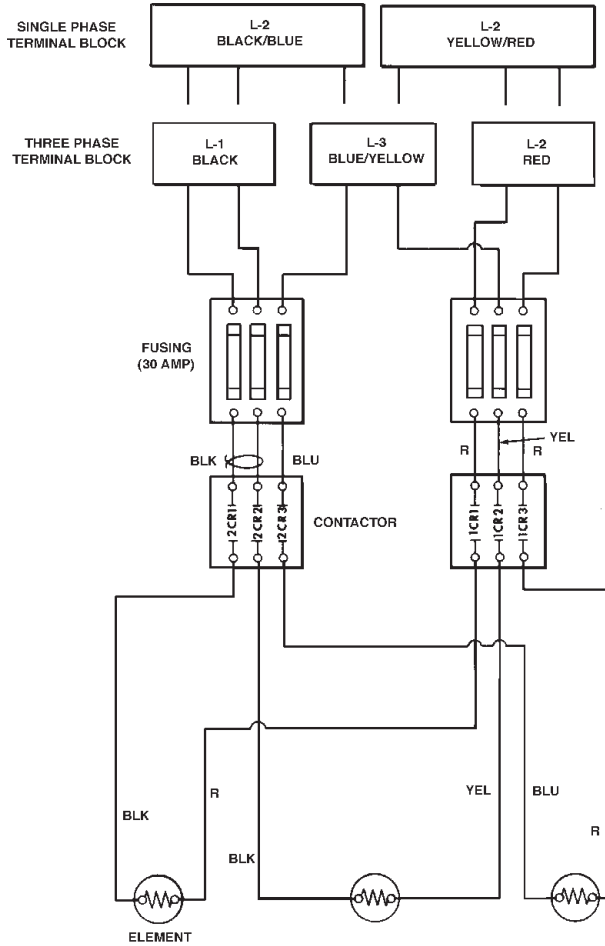 SINGLE PHASE
TERMINAL BLOCK
L-2
BLACK/BLUE
L-2
YELLOW/RED
THREE PHASE
TERMINAL BLOCK
L-1
BLACK
L-3
BLUE/YELLOW
L-2
RED
FUSING
(30 AMP)
BLK
BLU
R
YEL
R
2CR1
2CR2
2CR3
CONTACTOR
1CR1
1CR2
1CR3
BLK
R
BLK
YEL
BLU
R
ELEMENT